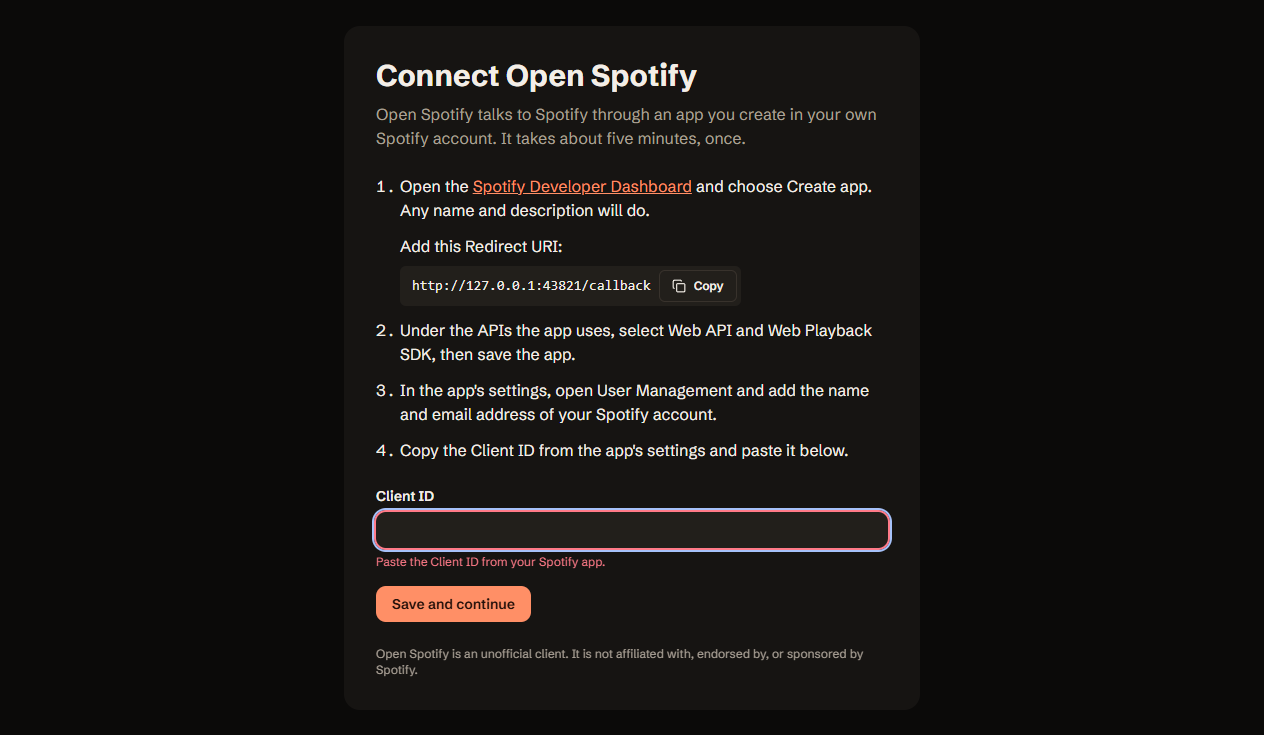 Connect Open Spotify
Open Spotify talks to Spotify through an app you create in your own
Spotify account. It takes about five minutes, once.
1. Open the Spotify Developer Dashboard and choose Create app.
Any name and description will do.
Add this Redirect URI:
http://127.0.0.1:43821/callback Copy
2. Under the APIs the app uses, select Web API and Web Playback
SDK, then save the app.
3. In the app's settings, open User Management and add the name
and email address of your Spotify account.
4. Copy the Client ID from the app's settings and paste it below.
Client ID
Paste the Client ID from your Spotify app.
Save and continue
Open Spotify is an unofficial client. It is not affiliated with, endorsed by, or sponsored by
Spotify.